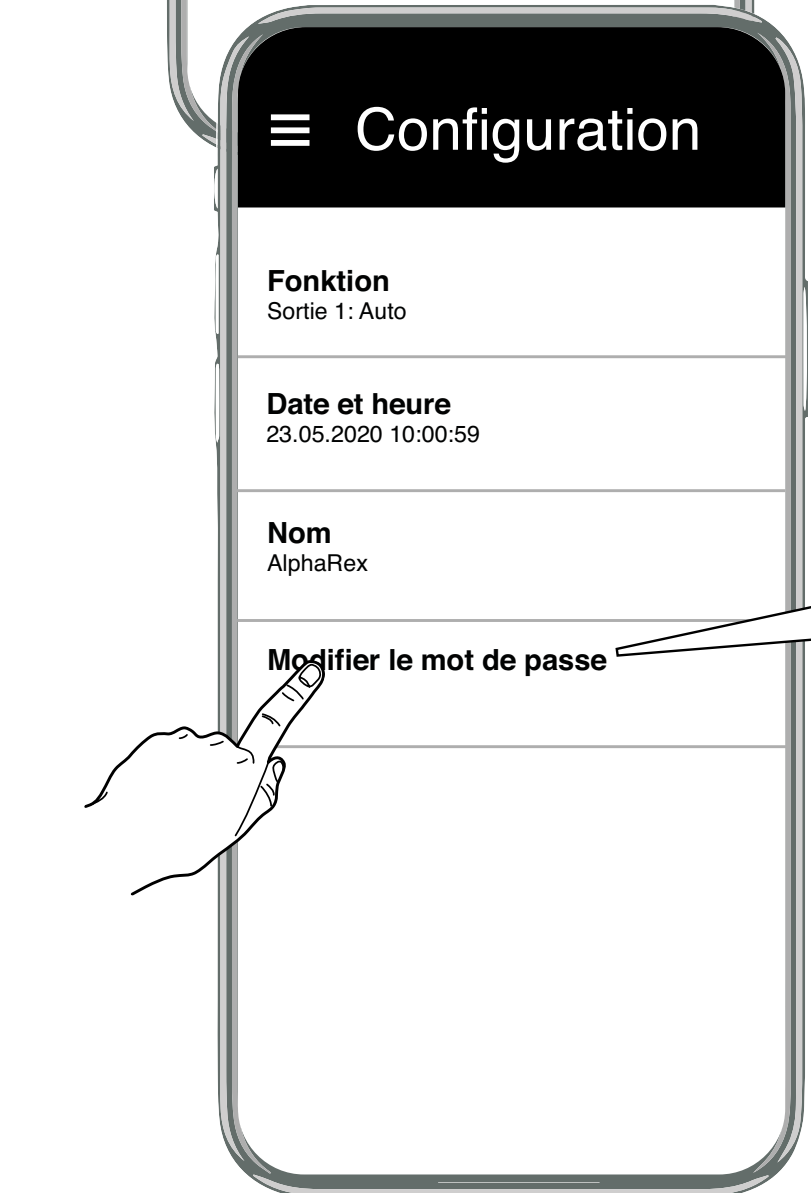 Configuration
Fonktion
Sortie 1: Auto
Date et heure
23.05.2020 10:00:59
Nom
AlphaRex
Modifier le mot de passe